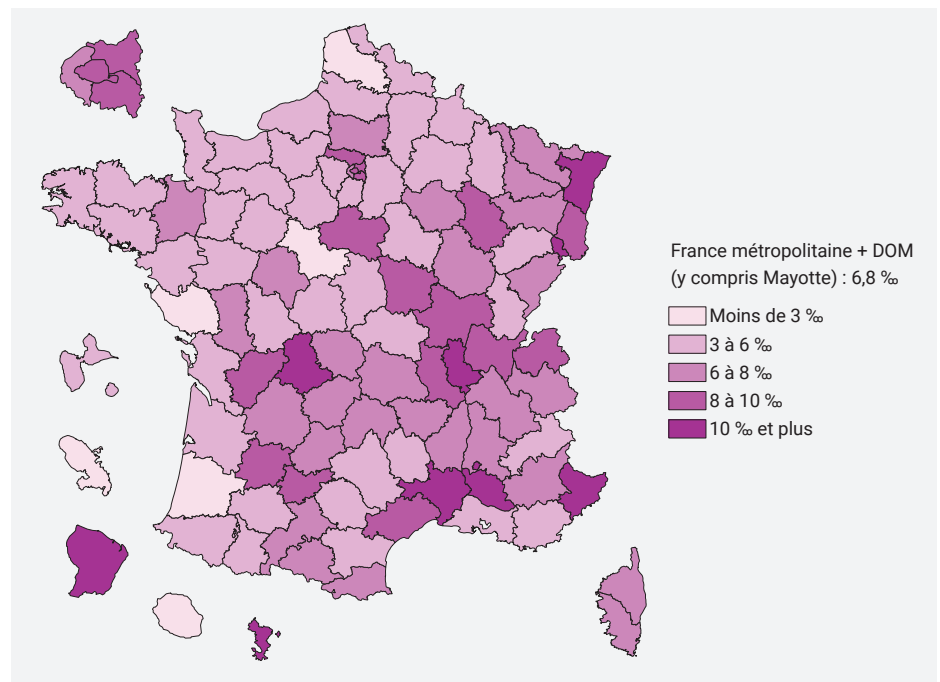 France métropolitaine + DOM
(y compris Mayotte) : 6,8 ‰
Moins de 3 ‰
3 à 6 ‰
6 à 8 ‰
8 à 10 ‰
10 ‰ et plus